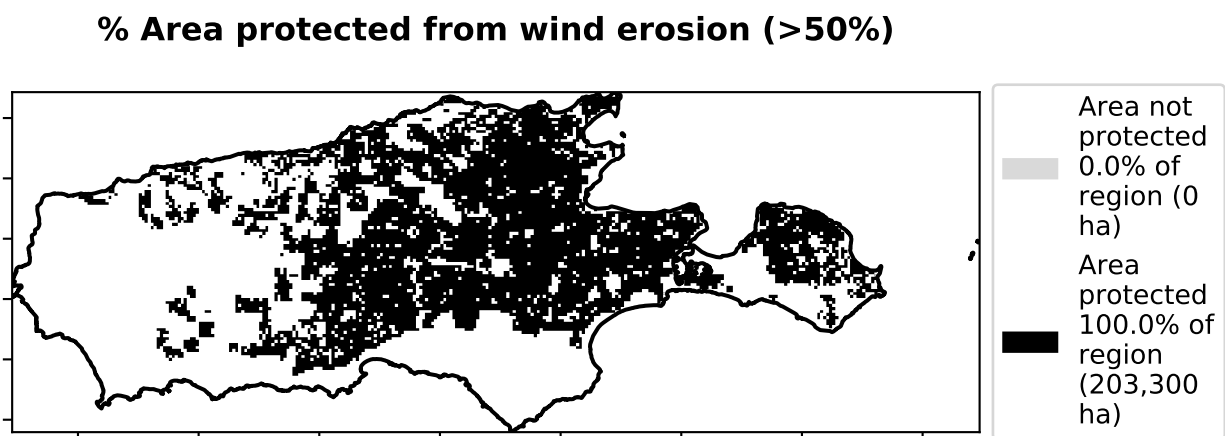 % Area protected from wind erosion (>50%)
Area not
protected
0.0% of
region (0
ha)
Area
protected
100.0% of
region
(203,300
ha)